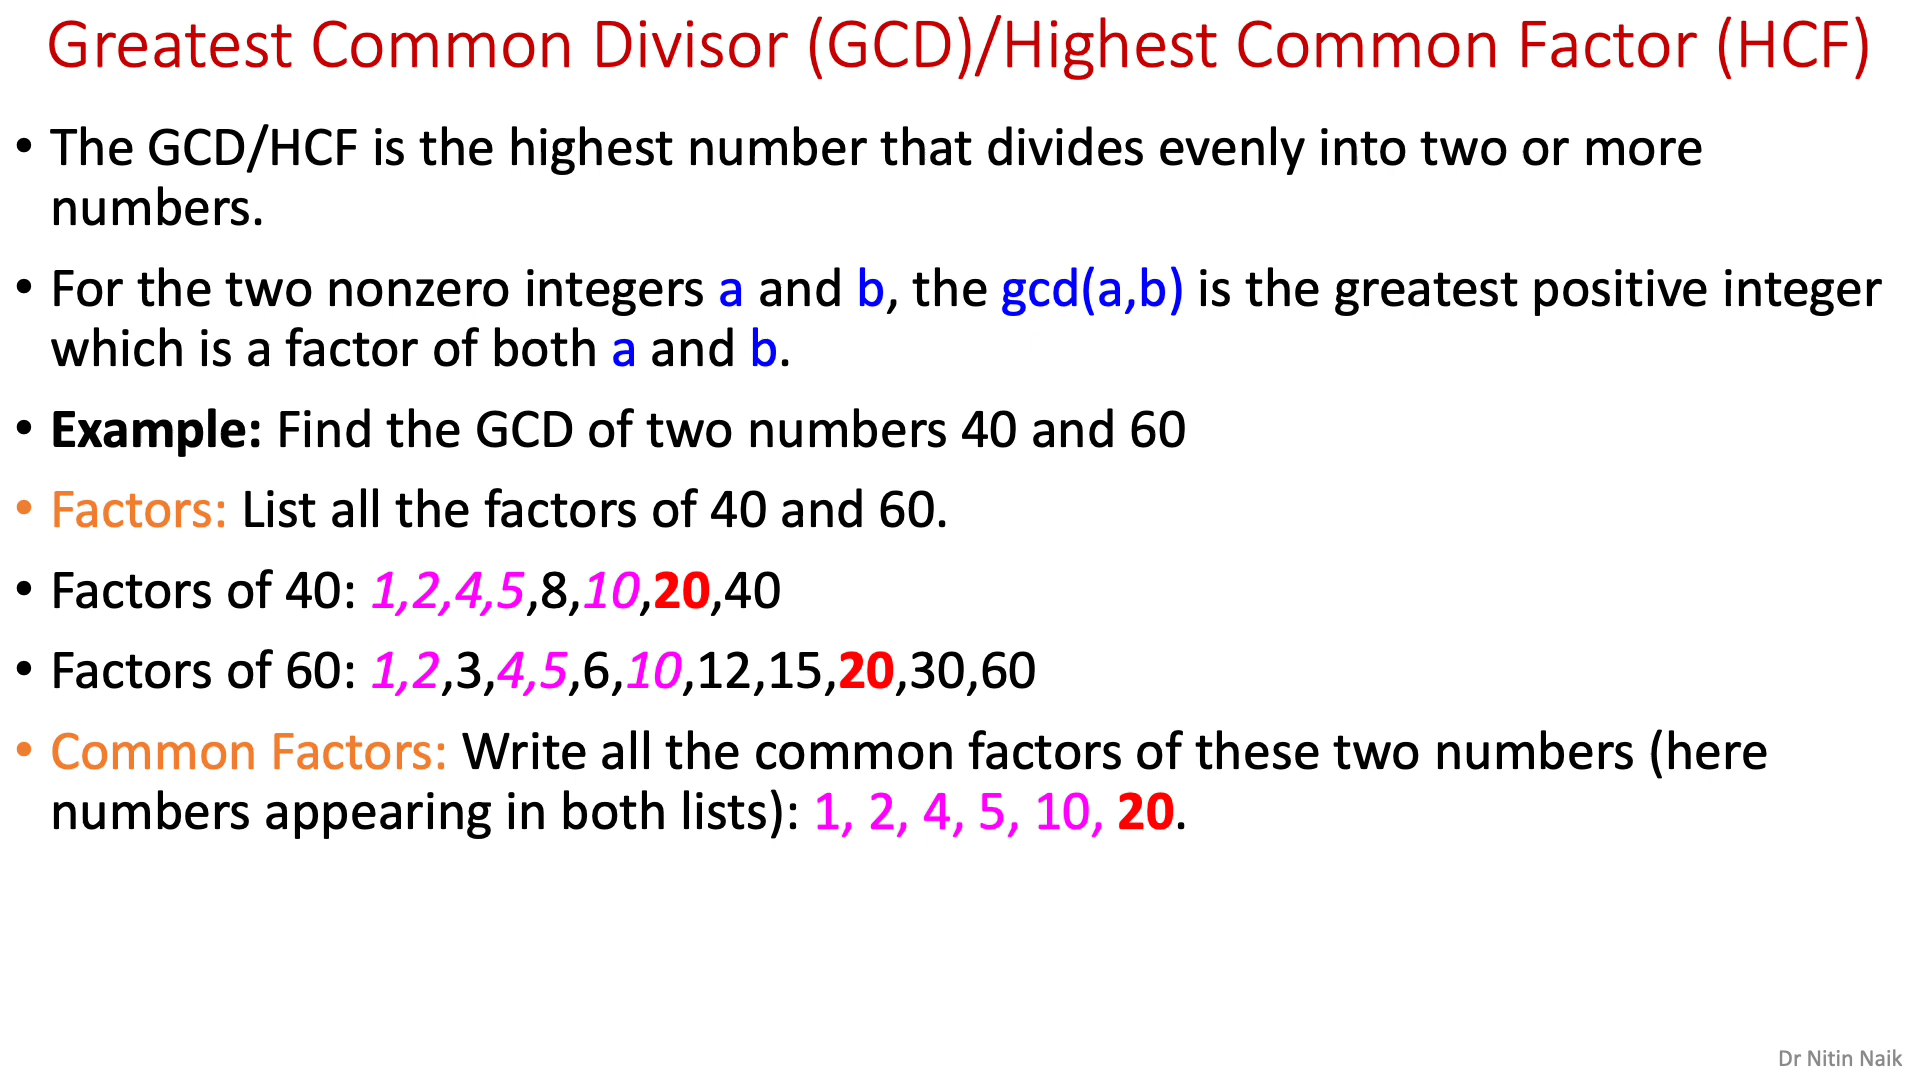 Greatest Common Divisor (GCD)/Highest Common Factor (HCF)
• The GCD/HCF is the highest number that divides evenly into two or more
numbers.
• For the two nonzero integers a and b, the gcd(a,b) is the greatest positive integer
which is a factor of both a and b.
• Example: Find the GCD of two numbers 40 and 60
• Factors: List all the factors of 40 and 60.
• Factors of 40: 1,2,4,5,8,10,20,40
• Factors of 60: 1,2,3,4,5,6,10,12,15,20,30,60
• Common Factors: Write all the common factors of these two numbers (here
numbers appearing in both lists): 1, 2, 4, 5, 10, 20.
Dr Nitin Naik